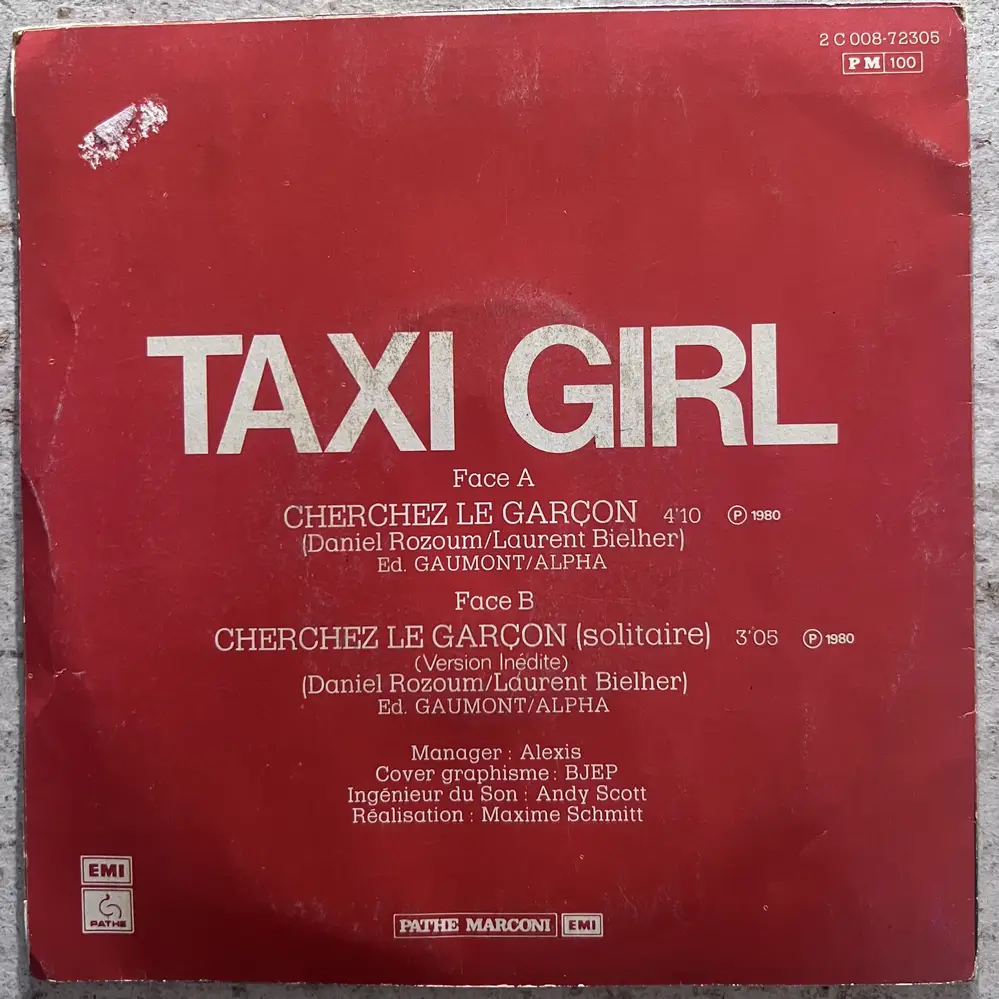 2 C 008-72305
PM 100
TAXI GIRL
Face A
CHERCHEZ LE GARÇON 4'10 Ⓟ 1980
(Daniel Rozoum/Laurent Bielher)
Ed. GAUMONT/ALPHA
Face B
CHERCHEZ LE GARÇON (solitaire) 3'05 Ⓟ 1980
(Version Inédite)
(Daniel Rozoum/Laurent Bielher)
Ed. GAUMONT/ALPHA
Manager : Alexis
Cover graphisme : BJEP
Ingénieur du Son : Andy Scott
Réalisation : Maxime Schmitt
EMI
PATHE
PATHE MARCONI EMI